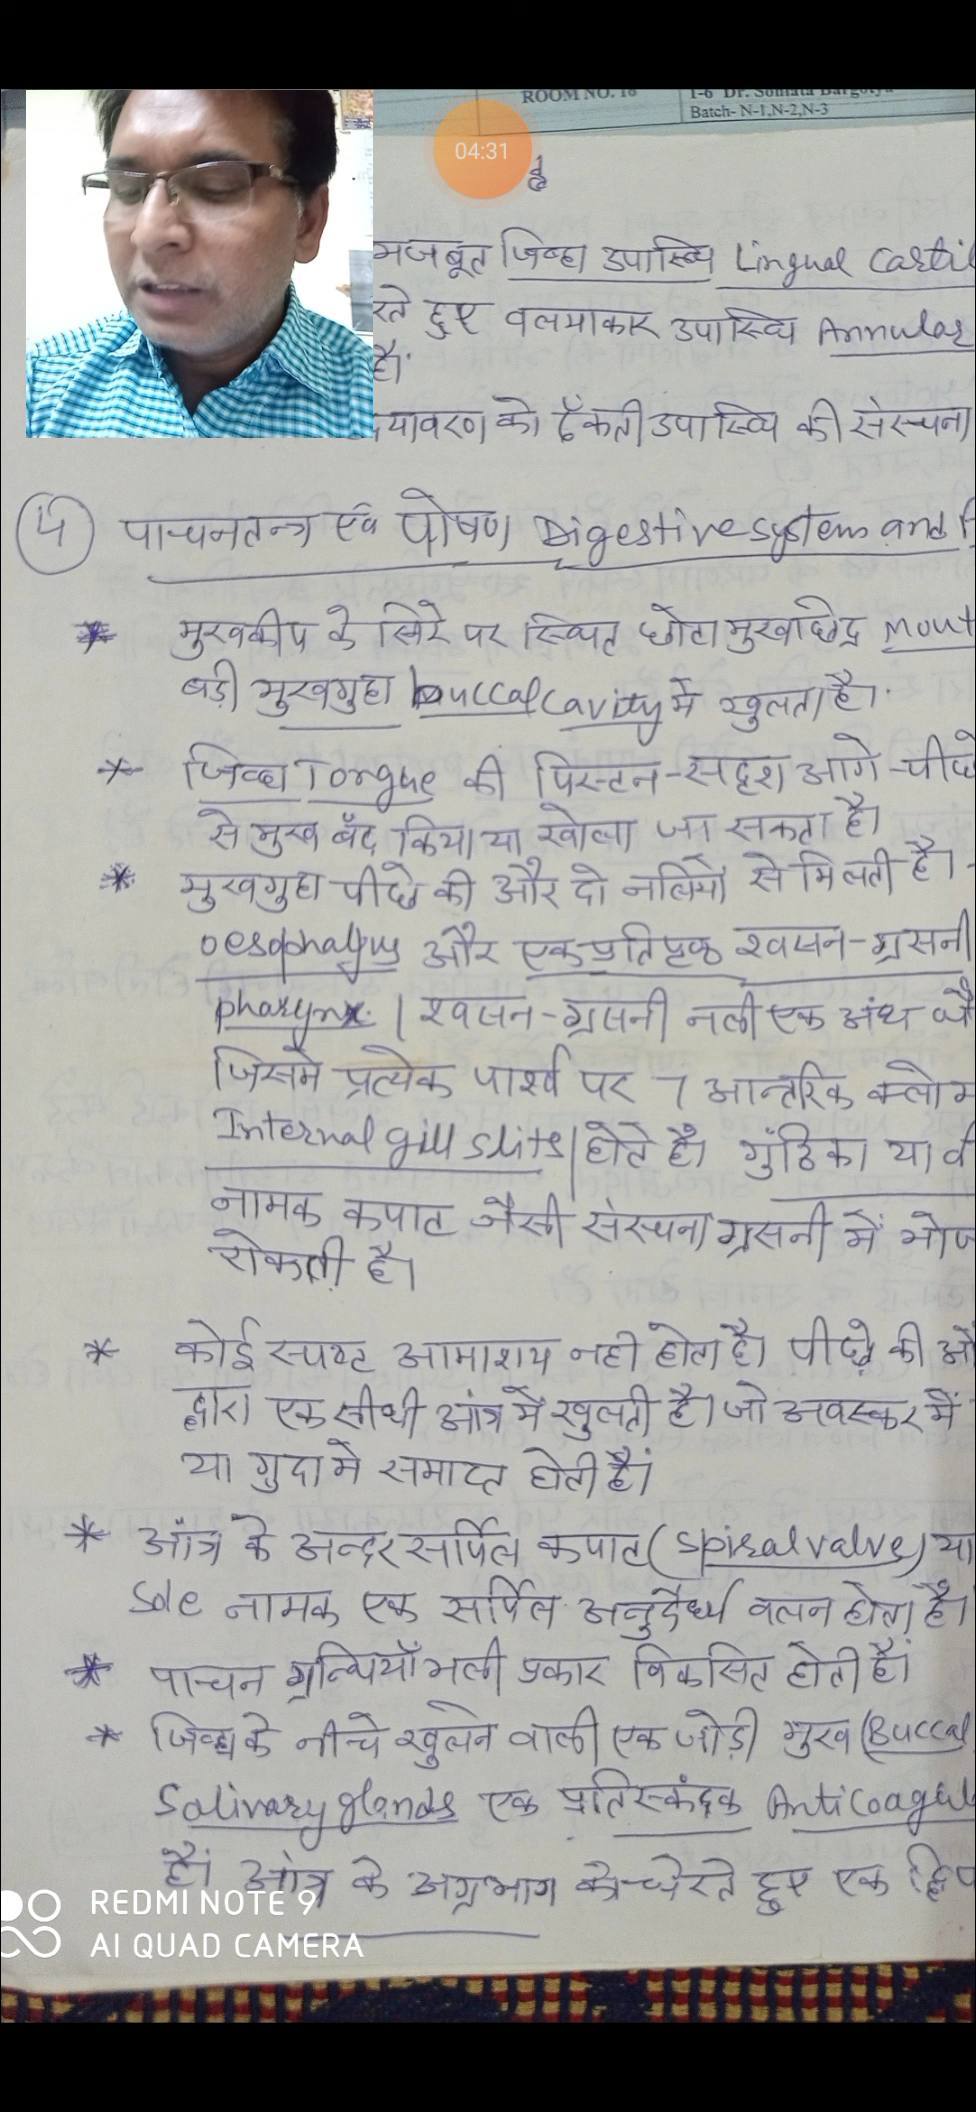 ROOM NO. 18
1-6 Dr. Somata
Batch- N-1,N-2,N-3
04:31
मजबूत जिव्हा उपास्थि Lingual Carti
रते हुए वलयाकार उपास्थि Annular
है।
यावरण को ढँकती उपास्थि की संरचना
4 पाचनतन्त्र एवं पोषण Digestive system and
* मुखकीप के सिरे पर स्थित छोटा मुखछिद्र mout
बड़ी मुखगुहा buccal cavity में खुलता है।
* जिव्हा Tongue की पिस्टन-सदृश आगे-पीछे
से मुख बँद किया या खोला जा सकता है।
* मुखगुहा पीछे की और दो नलियों से मिलती है।
oesophagus और एक प्रतिपृष्ठ श्वसन-ग्रसनी
pharynx. | श्वसन-ग्रसनी नली एक अंध
जिसमे प्रत्येक पार्श्व पर 7 आन्तरिक क्लोम
Internal gill slits होते है। गुंठिका या व
नामक कपाट जैसी संरचना ग्रसनी में भोज
रोकती है।
* कोई स्पष्ट आमाशय नही होता है। पीछे की ओ
द्वारा एक सीधी आंत्र में खुलती है। जो अवस्कर में
या गुदा मे समाप्त होती है।
* आंत्र के अन्दर सर्पिल कपाट (spiral valve) या
Sole नामक एक सर्पिल अनुदैर्ध्य वलन होता है।
* पाचन ग्रन्थियाँ भली प्रकार विकसित होती है।
* जिव्हा के नीचे खुलने वाली एक जोड़ी मुख (Buccal
Salivary glands एक प्रतिस्कंदक Anticoagul
है। आंत्र के अग्रभाग को घेरते हुए एक द्विप
REDMI NOTE 9
AI QUAD CAMERA